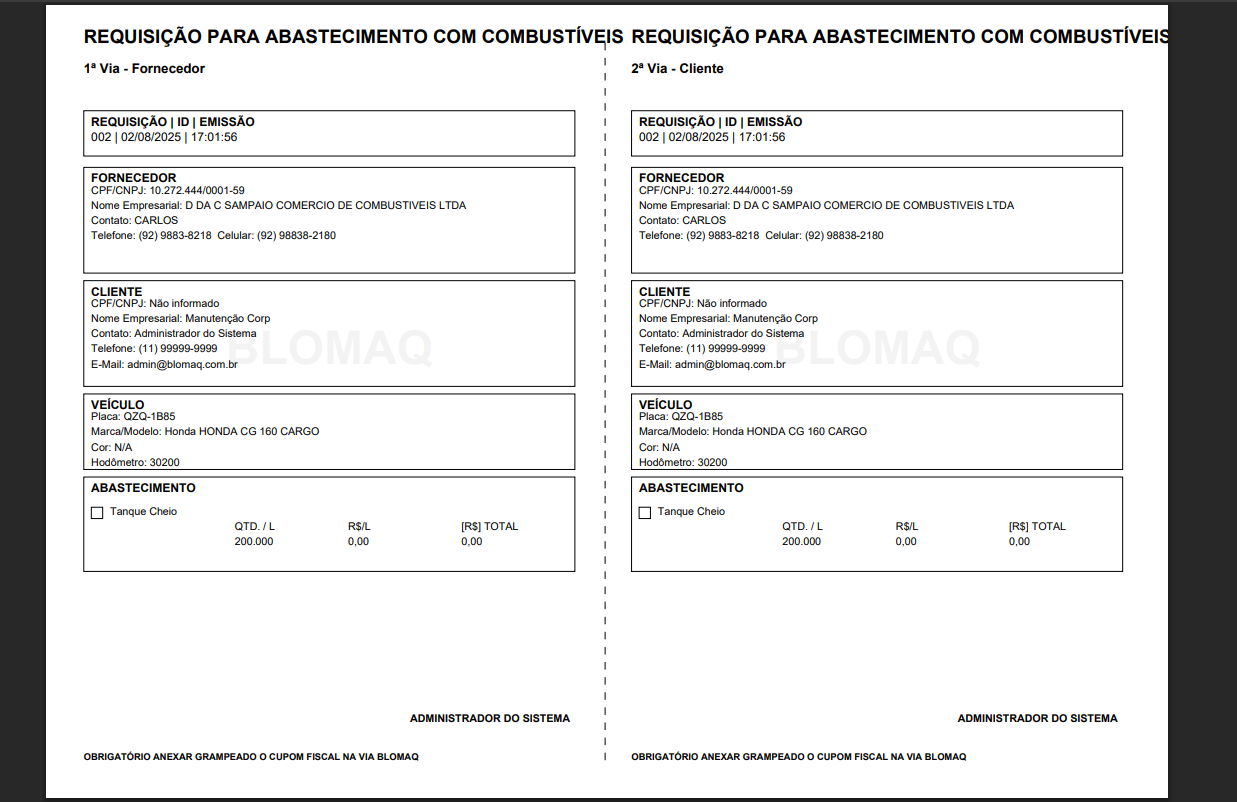 REQUISIÇÃO PARA ABASTECIMENTO COM COMBUSTÍVEIS
1ª Via - Fornecedor
REQUISIÇÃO | ID | EMISSÃO
002 | 02/08/2025 | 17:01:56
FORNECEDOR
CPF/CNPJ: 10.272.444/0001-59
Nome Empresarial: D DA C SAMPAIO COMERCIO DE COMBUSTIVEIS LTDA
Contato: CARLOS
Telefone: (92) 9883-8218 Celular: (92) 98838-2180
CLIENTE
CPF/CNPJ: Não informado
Nome Empresarial: Manutenção Corp
Contato: Administrador do Sistema
Telefone: (11) 99999-9999
E-Mail: admin@blomaq.com.br
BLOMAQ
VEÍCULO
Placa: QZQ-1B85
Marca/Modelo: Honda HONDA CG 160 CARGO
Cor: N/A
Hodômetro: 30200
ABASTECIMENTO
Tanque Cheio
QTD. / L R$/L [R$] TOTAL
200.000 0,00 0,00
ADMINISTRADOR DO SISTEMA
OBRIGATÓRIO ANEXAR GRAMPEADO O CUPOM FISCAL NA VIA BLOMAQ
REQUISIÇÃO PARA ABASTECIMENTO COM COMBUSTÍVEIS
2ª Via - Cliente
REQUISIÇÃO | ID | EMISSÃO
002 | 02/08/2025 | 17:01:56
FORNECEDOR
CPF/CNPJ: 10.272.444/0001-59
Nome Empresarial: D DA C SAMPAIO COMERCIO DE COMBUSTIVEIS LTDA
Contato: CARLOS
Telefone: (92) 9883-8218 Celular: (92) 98838-2180
CLIENTE
CPF/CNPJ: Não informado
Nome Empresarial: Manutenção Corp
Contato: Administrador do Sistema
Telefone: (11) 99999-9999
E-Mail: admin@blomaq.com.br
BLOMAQ
VEÍCULO
Placa: QZQ-1B85
Marca/Modelo: Honda HONDA CG 160 CARGO
Cor: N/A
Hodômetro: 30200
ABASTECIMENTO
Tanque Cheio
QTD. / L R$/L [R$] TOTAL
200.000 0,00 0,00
ADMINISTRADOR DO SISTEMA
OBRIGATÓRIO ANEXAR GRAMPEADO O CUPOM FISCAL NA VIA BLOMAQ